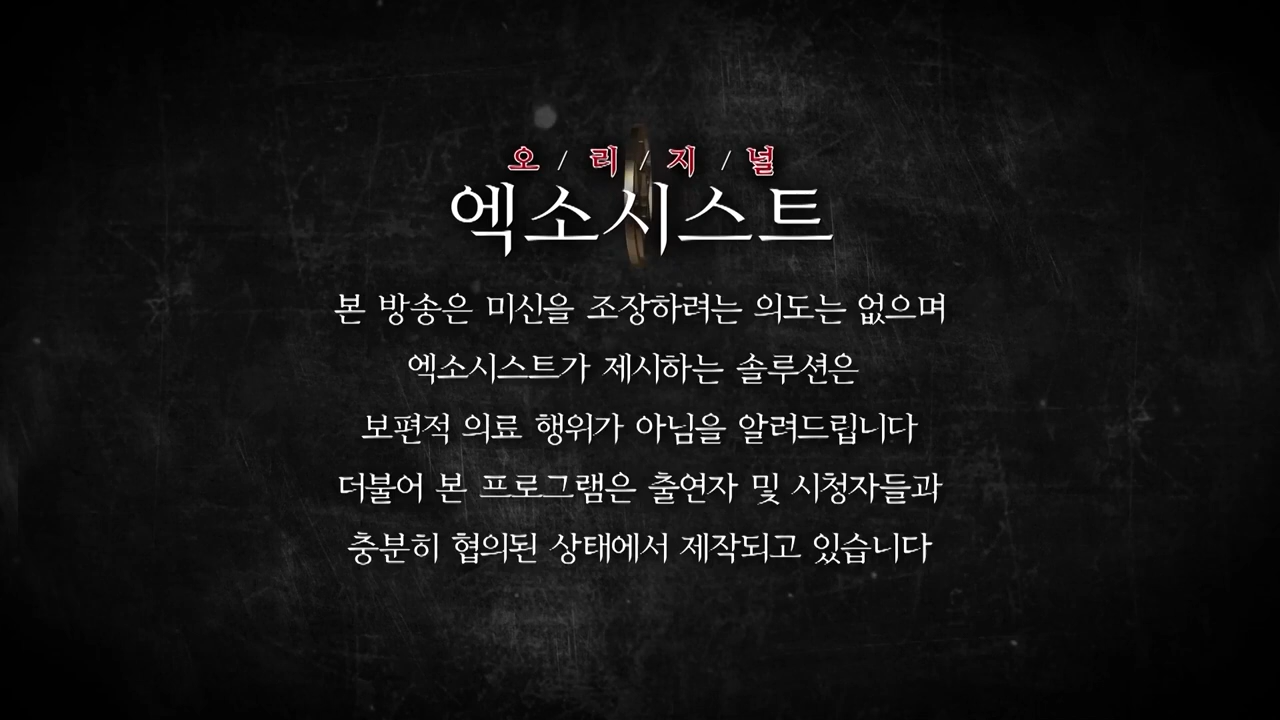 오/리/지/널
엑소시스트
본 방송은 미신을 조장하려는 의도는 없으며
엑소시스트가 제시하는 솔루션은
보편적 의료 행위가 아님을 알려드립니다
더불어 본 프로그램은 출연자 및 시청자들과
충분히 협의된 상태에서 제작되고 있습니다